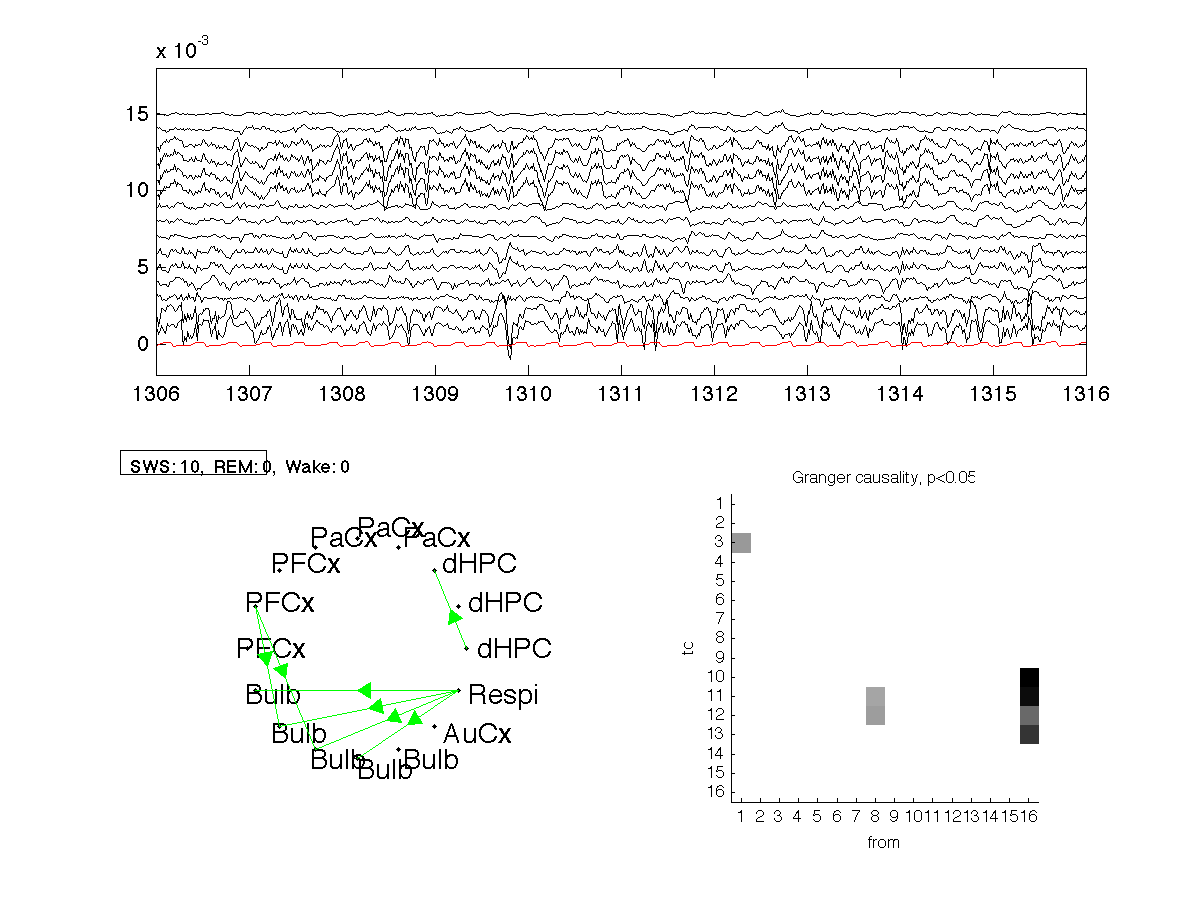 x 10-3
15
10
5
0
1306 1307 1308 1309 1310 1311 1312 1313 1314 1315 1316
SWS:10, REM:0, Wake:0
PaCx
PaCx PaCx
PFCx dHPC
PFCx dHPC
PFCx dHPC
Bulb Respi
Bulb AuCx
Bulb Bulb
Bulb
Granger causality, p<0.05
1
2
3
4
5
6
7
8
9
10
11
12
13
14
15
16
tc
1 2 3 4 5 6 7 8 9 10 11 12 13 14 15 16
from